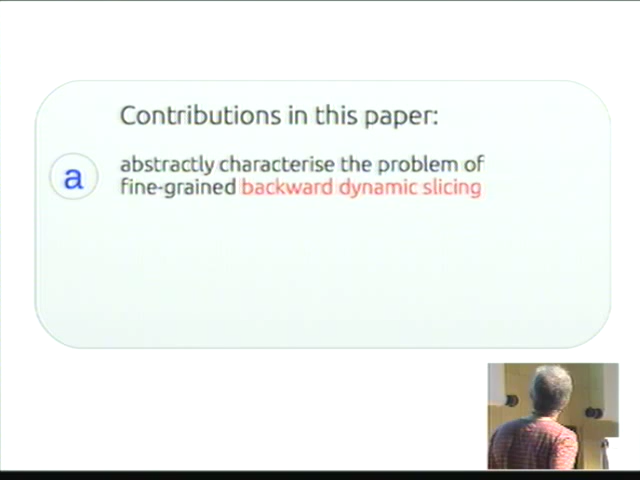 Contributions in this paper:
a
abstractly characterise the problem of
fine-grained backward dynamic slicing